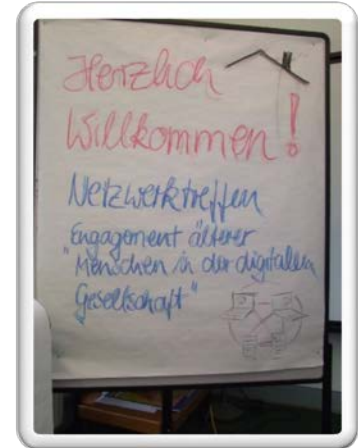 Herzlich
Willkommen!
Netzwerktreffen
Engagement älterer
"Menschen in der digitalen
Gesellschaft"